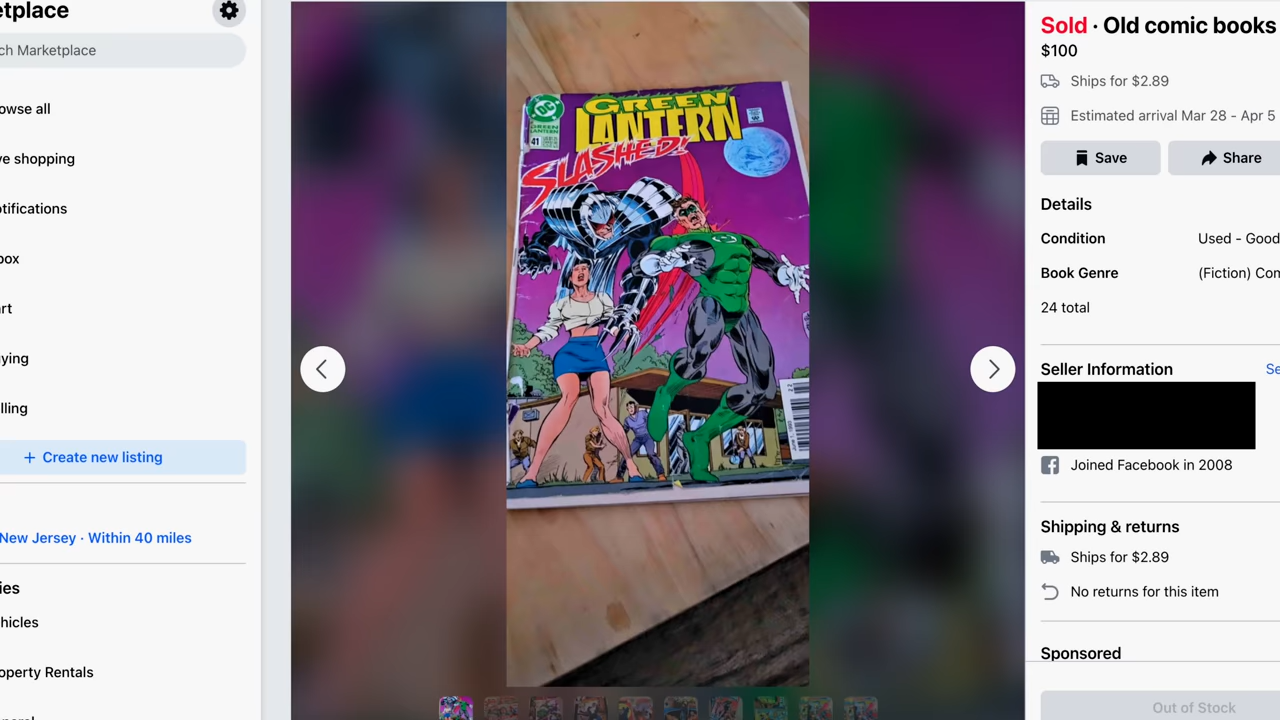 etplace
ch Marketplace
owse all
ve shopping
otifications
box
rt
ying
lling
+ Create new listing
New Jersey · Within 40 miles
ies
hicles
operty Rentals
DC
GREEN
LANTERN
41
GREEN
LANTERN
SLASHED!
Sold · Old comic books
$100
Ships for $2.89
Estimated arrival Mar 28 - Apr 5
Save
Share
Details
Condition
Used - Good
Book Genre
(Fiction) Com
24 total
Seller Information
Se
Joined Facebook in 2008
Shipping & returns
Ships for $2.89
No returns for this item
Sponsored
Out of Stock